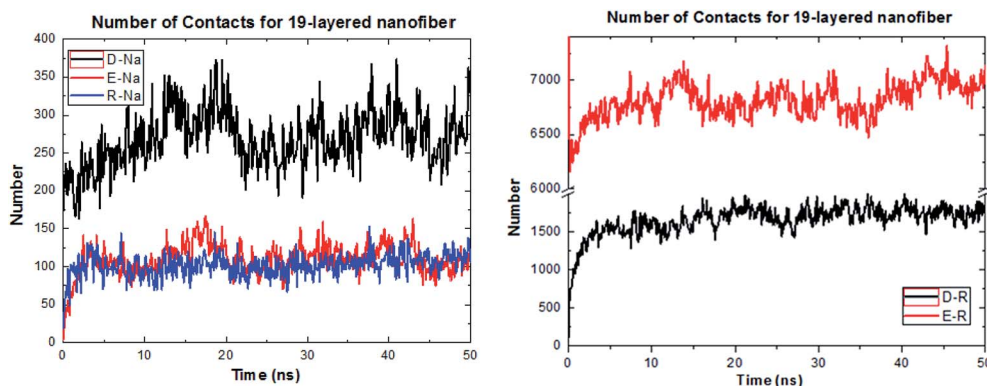 Number of Contacts for 19-layered nanofiber
400
350
300
250
200
150
100
50
0
Number
D-Na
E-Na
R-Na
0 10 20 30 40 50
Time (ns)
Number of Contacts for 19-layered nanofiber
7000
6500
6000
1500
1000
500
0
Number
D-R
E-R
0 10 20 30 40 50
Time (ns)